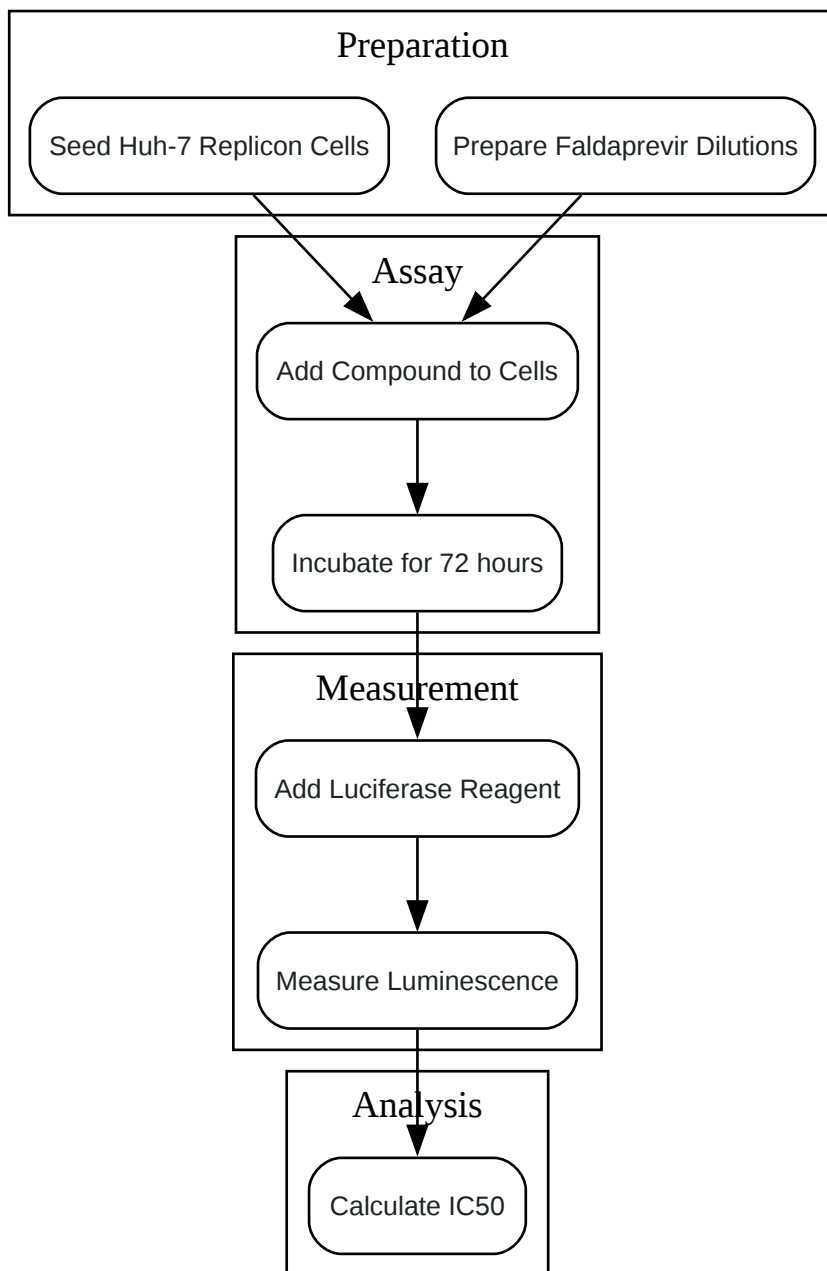 Preparation
Seed Huh-7 Replicon Cells
Prepare Faldaprevir Dilutions
Assay
Add Compound to Cells
Incubate for 72 hours
Measurement
Add Luciferase Reagent
Measure Luminescence
Analysis
Calculate IC50